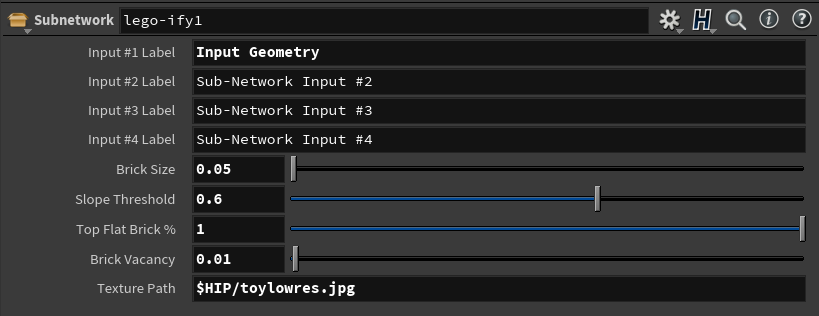 Subnetwork lego-ify1
Input #1 Label Input Geometry
Input #2 Label Sub-Network Input #2
Input #3 Label Sub-Network Input #3
Input #4 Label Sub-Network Input #4
Brick Size 0.05
Slope Threshold 0.6
Top Flat Brick % 1
Brick Vacancy 0.01
Texture Path $HIP/toylowres.jpg